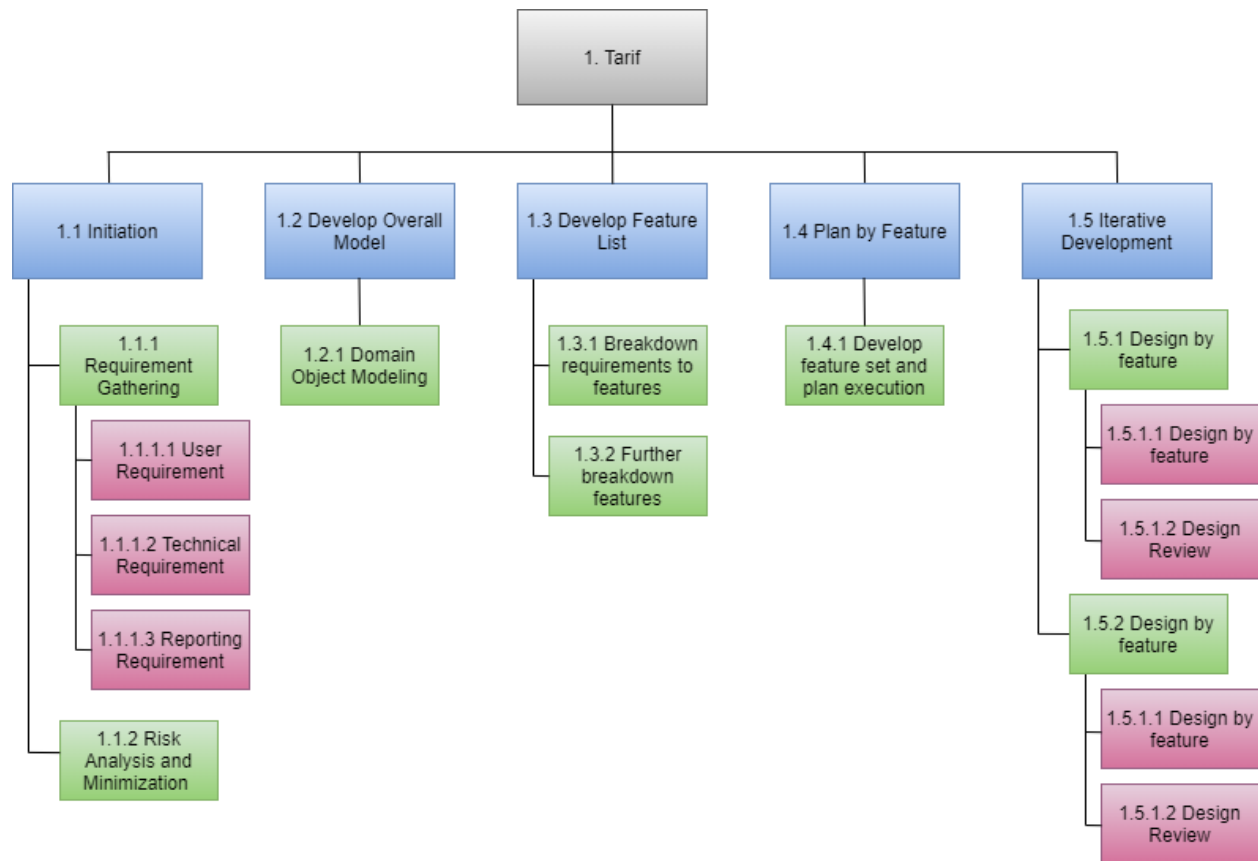 1. Tarif
1.1 Initiation
1.2 Develop Overall
Model
1.3 Develop Feature
List
1.4 Plan by Feature
1.5 Iterative
Development
1.1.1
Requirement
Gathering
1.1.1.1 User
Requirement
1.1.1.2 Technical
Requirement
1.1.1.3 Reporting
Requirement
1.1.2 Risk
Analysis and
Minimization
1.2.1 Domain
Object Modeling
1.3.1 Breakdown
requirements to
features
1.3.2 Further
breakdown
features
1.4.1 Develop
feature set and
plan execution
1.5.1 Design by
feature
1.5.1.1 Design by
feature
1.5.1.2 Design
Review
1.5.2 Design by
feature
1.5.1.1 Design by
feature
1.5.1.2 Design
Review